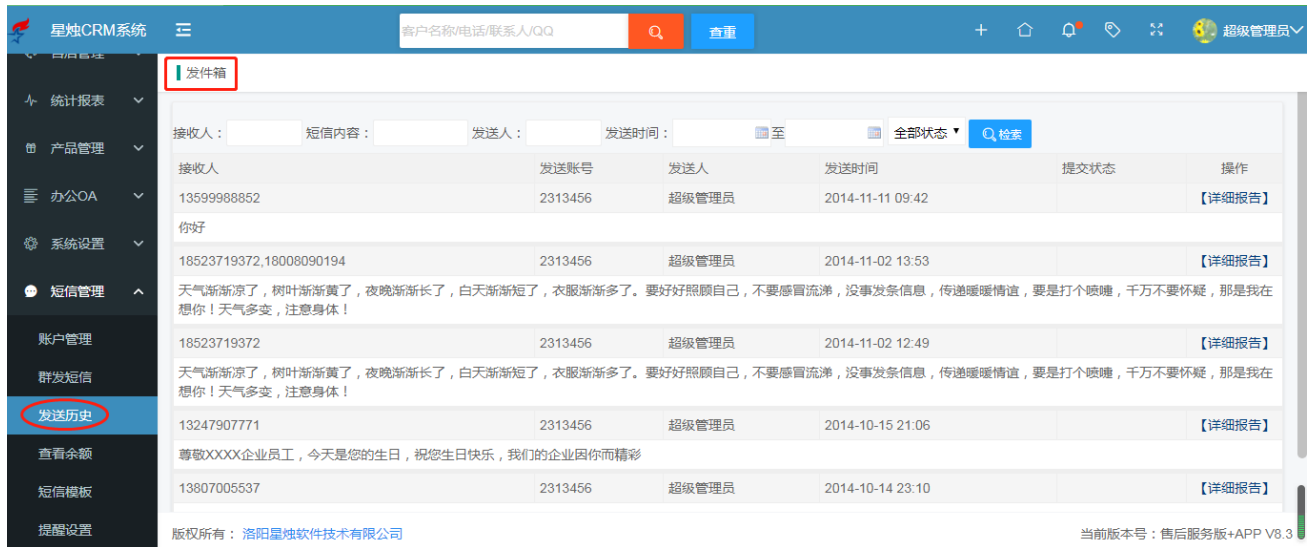 星烛CRM系统
客户名称/电话/联系人/QQ
查重
超级管理员
售后管理
发件箱
统计报表
产品管理
办公OA
系统设置
短信管理
账户管理
群发短信
发送历史
查看余额
短信模板
提醒设置
接收人： 短信内容： 发送人： 发送时间： 至 全部状态 检索
接收人 发送账号 发送人 发送时间 提交状态 操作
13599988852 2313456 超级管理员 2014-11-11 09:42 【详细报告】
你好
18523719372,18008090194 2313456 超级管理员 2014-11-02 13:53 【详细报告】
天气渐渐凉了，树叶渐渐黄了，夜晚渐渐长了，白天渐渐短了，衣服渐渐多了。要好好照顾自己，不要感冒流涕，没事发条信息，传递暖暖情谊，要是打个喷嚏，千万不要怀疑，那是我在
想你！天气多变，注意身体！
18523719372 2313456 超级管理员 2014-11-02 12:49 【详细报告】
天气渐渐凉了，树叶渐渐黄了，夜晚渐渐长了，白天渐渐短了，衣服渐渐多了。要好好照顾自己，不要感冒流涕，没事发条信息，传递暖暖情谊，要是打个喷嚏，千万不要怀疑，那是我在
想你！天气多变，注意身体！
13247907771 2313456 超级管理员 2014-10-15 21:06 【详细报告】
尊敬XXXX企业员工，今天是您的生日，祝您生日快乐，我们的企业因你而精彩
13807005537 2313456 超级管理员 2014-10-14 23:10 【详细报告】
版权所有： 洛阳星烛软件技术有限公司
当前版本号：售后服务版+APP V8.3